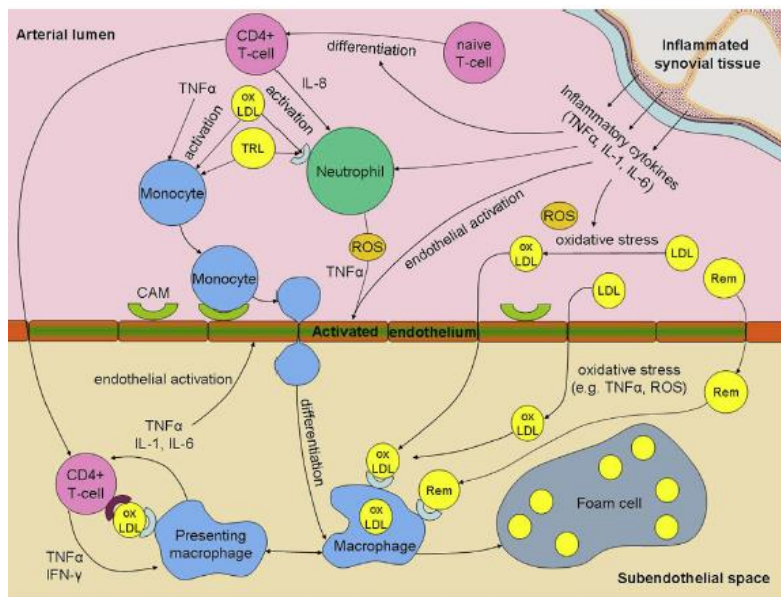 Arterial lumen
CD4+
T-cell
differentiation
naïve
T-cell
Inflammated
synovial tissue
TNFα
IL-8
ox
LDL
activation
activation
TRL
Neutrophil
Monocyte
Inflammatory cytokines
(TNFα, IL-1, IL-6)
ROS
ROS
TNFα
endothelial activation
oxidative stress
ox
LDL
LDL
LDL
Rem
Monocyte
CAM
Activated endothelium
endothelial activation
TNFα
IL-1, IL-6
differentiation
oxidative stress
(e.g. TNFα, ROS)
Rem
ox
LDL
CD4+
T-cell
ox
LDL
Presenting
macrophage
TNFα
IFN-γ
ox
LDL
Rem
ox
LDL
Macrophage
Foam cell
Subendothelial space